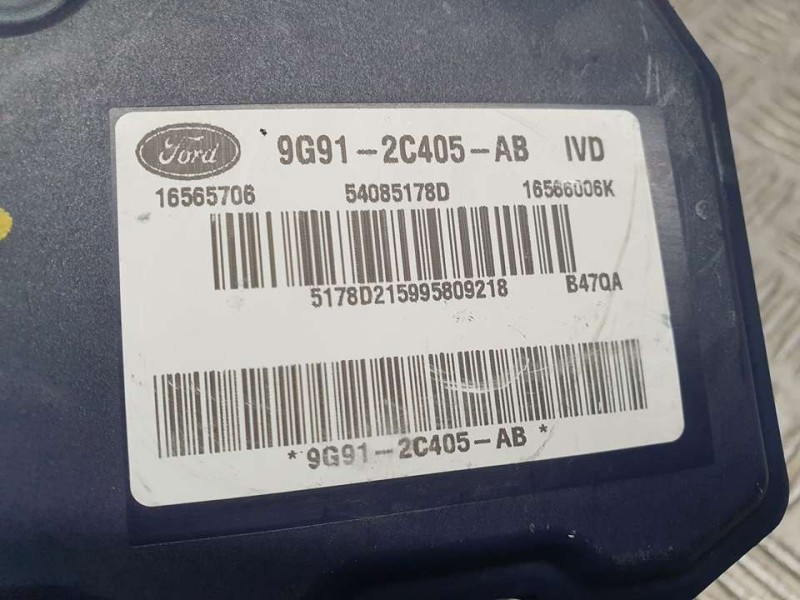 Ford 9G91-2C405-AB IVD
16565706 54085178D 16566006K
5178D215995809218 B47QA
* 9G91-2C405-AB *